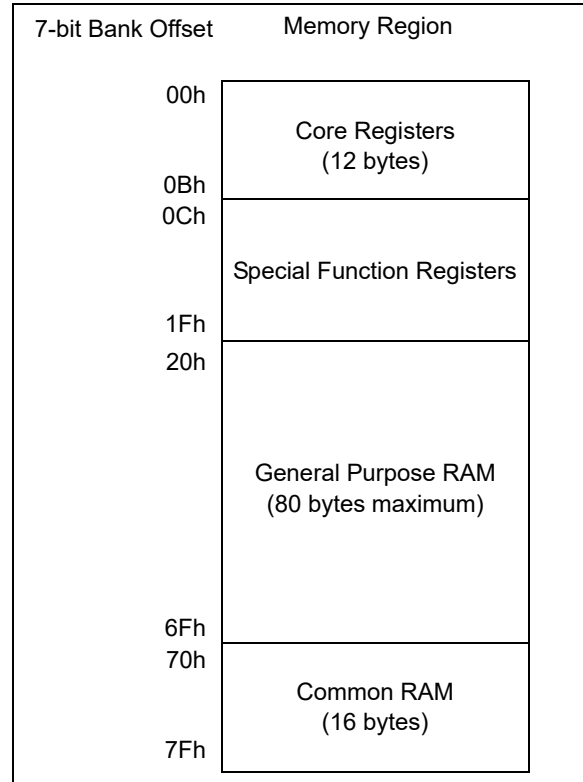 7-bit Bank Offset Memory Region
00h
Core Registers
(12 bytes)
0Bh
0Ch
Special Function Registers
1Fh
20h
General Purpose RAM
(80 bytes maximum)
6Fh
70h
Common RAM
(16 bytes)
7Fh